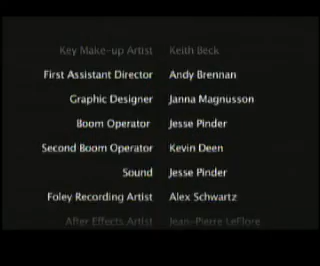 Key Make-up Artist Keith Beck
First Assistant Director Andy Brennan
Graphic Designer Janna Magnusson
Boom Operator Jesse Pinder
Second Boom Operator Kevin Deen
Sound Jesse Pinder
Foley Recording Artist Alex Schwartz
After Effects Artist Jean-Pierre LeFlore